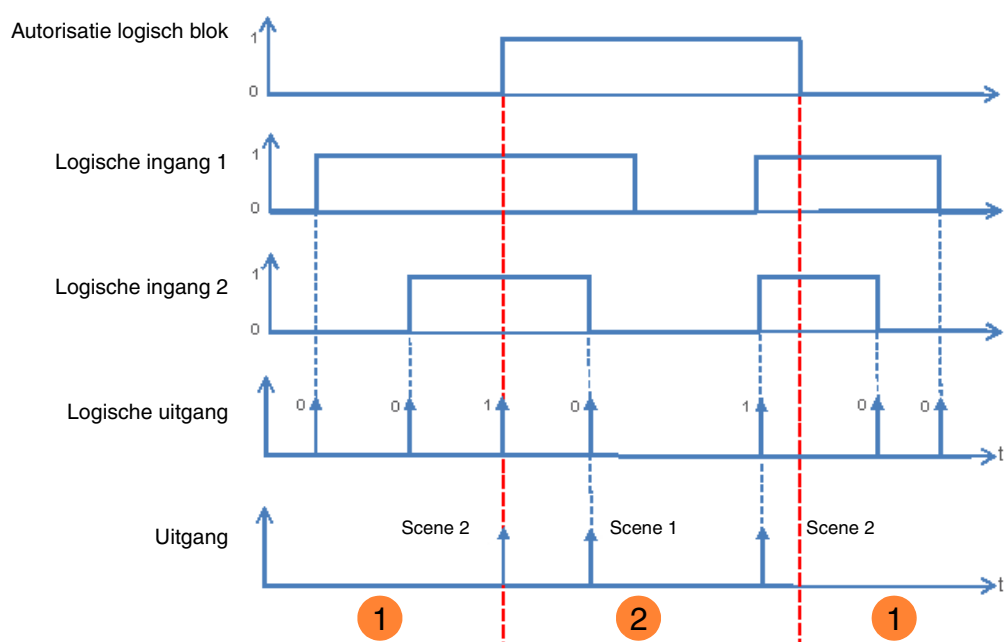 Autorisatie logisch blok
1
0
Logische ingang 1
1
0
Logische ingang 2
1
0
Logische uitgang
0
0
1
0
1
0
0
t
Uitgang
Scene 2
Scene 1
Scene 2
t
1
2
1